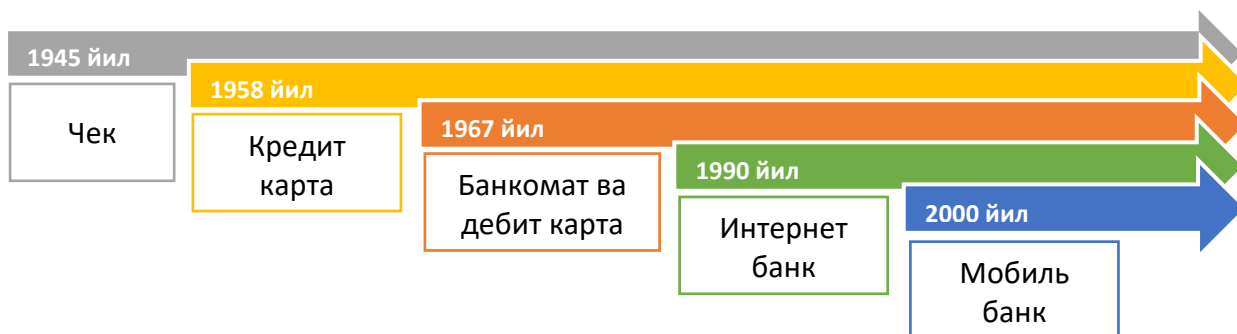 1945 йил
Чек
1958 йил
Кредит
карта
1967 йил
Банкомат ва
дебит карта
1990 йил
Интернет
банк
2000 йил
Мобиль
банк